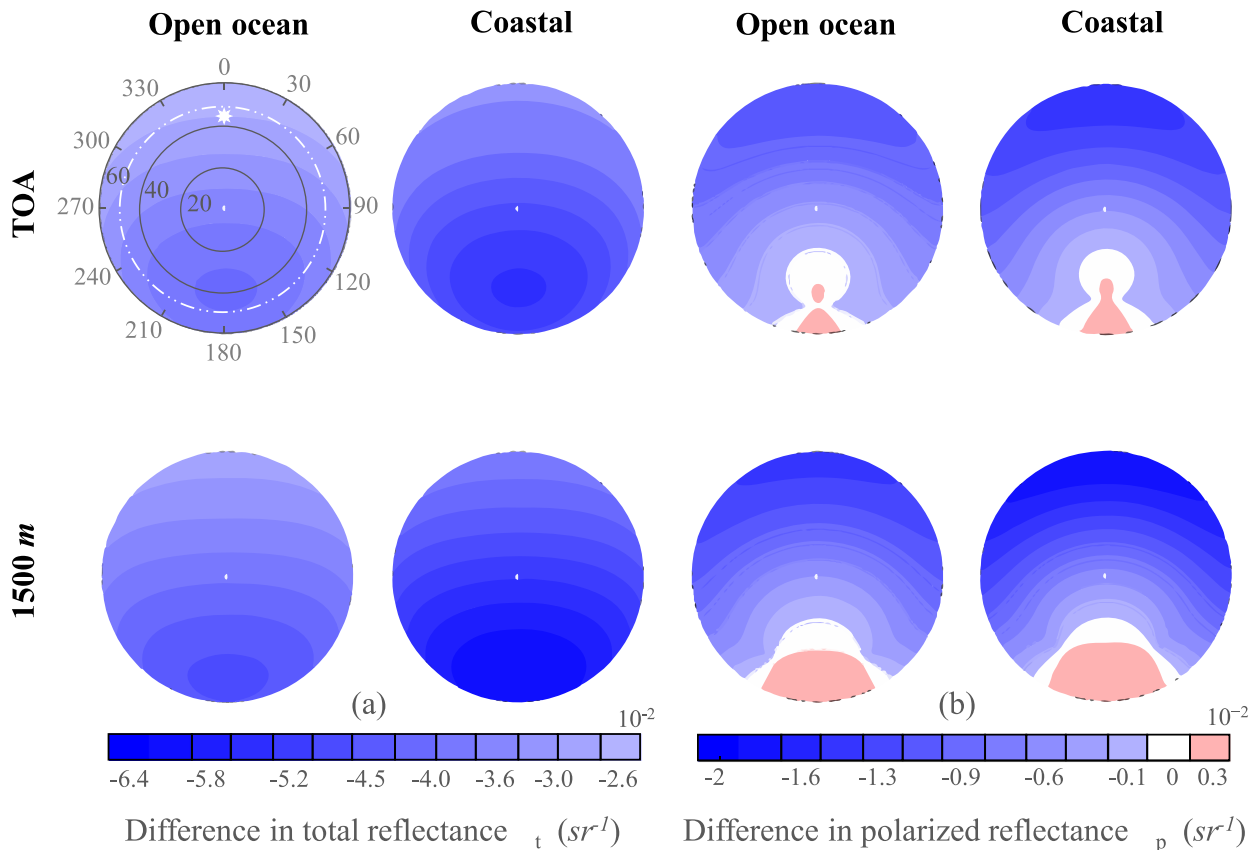 Open ocean Coastal Open ocean Coastal
TOA
0
330 30
300 60
60 40 20
270 90
240 120
210 150
180
1500 m
(a) (b)
10⁻² 10⁻²
-6.4 -5.8 -5.2 -4.5 -4.0 -3.6 -3.0 -2.6
-2 -1.6 -1.3 -0.9 -0.6 -0.1 0 0.3
Difference in total reflectance t (sr⁻¹)
Difference in polarized reflectance p (sr⁻¹)